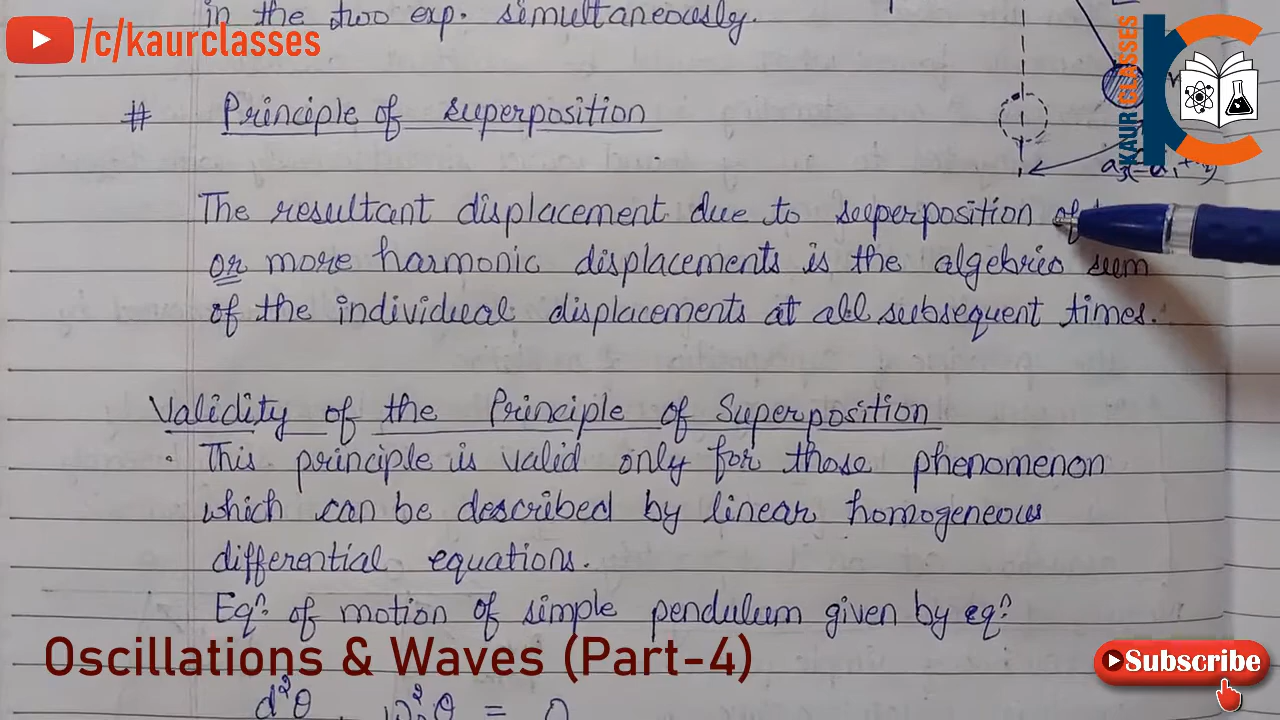 in the two exp. simultaneously.
/c/kaurclasses
KAUR CLASSES
# Principle of superposition
The resultant displacement due to superposition of
or more harmonic displacements is the algebric sum
of the individual displacements at all subsequent times.
Validity of the Principle of Superposition
· This principle is valid only for those phenomenon
which can be described by linear homogeneous
differential equations.
Eqn. of motion of simple pendulum given by eqn.
Oscillations & Waves (Part-4)
Subscribe
d²θ ω₀²θ = 0